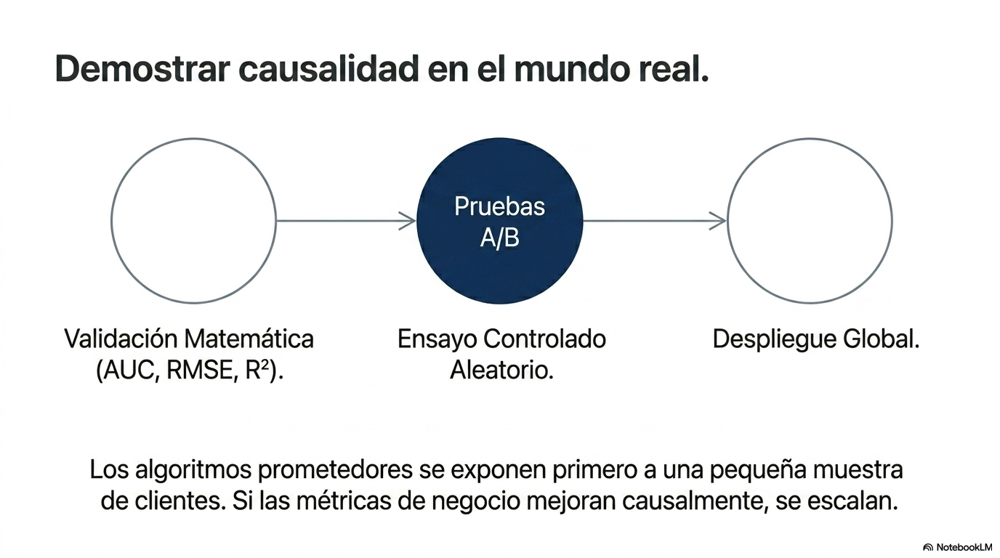 Demostrar causalidad en el mundo real.
Pruebas
A/B
Validación Matemática
(AUC, RMSE, R²).
Ensayo Controlado
Aleatorio.
Despliegue Global.
Los algoritmos prometedores se exponen primero a una pequeña muestra
de clientes. Si las métricas de negocio mejoran causalmente, se escalan.
NotebookLM